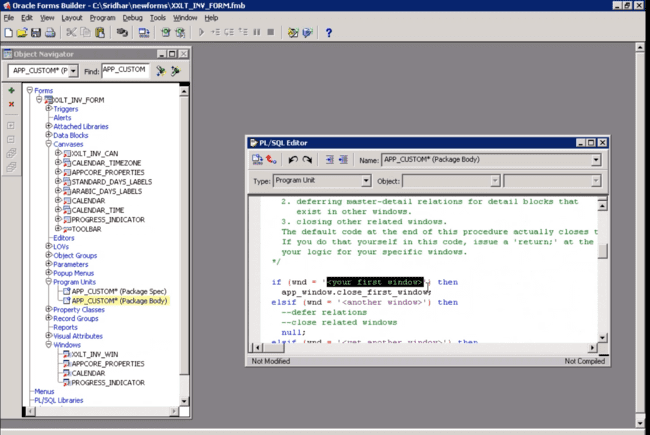 Oracle Forms Builder - C:\Sridhar\newforms\XXLT_INV_FORM.fmb
File Edit View Layout Program Debug Tools Window Help
Object Navigator
APP_CUSTOM* (P
Find:
APP_CUSTOM
Forms
XXLT_INV_FORM
Triggers
Alerts
Attached Libraries
Data Blocks
Canvases
XXLT_INV_CAN
CALENDAR_TIMEZONE
APPCORE_PROPERTIES
STANDARD_DAYS_LABELS
ARABIC_DAYS_LABELS
CALENDAR
CALENDAR_TIME
PROGRESS_INDICATOR
TOOLBAR
Editors
LOVs
Object Groups
Parameters
Popup Menus
Program Units
APP_CUSTOM* (Package Spec)
APP_CUSTOM* (Package Body)
Property Classes
Record Groups
Reports
Visual Attributes
Windows
XXLT_INV_WIN
APPCORE_PROPERTIES
CALENDAR
PROGRESS_INDICATOR
Menus
PL/SQL Libraries
PL/SQL Editor
Name: APP_CUSTOM* (Package Body)
Type: Program Unit Object:
2. deferring master-detail relations for detail blocks that
exist in other windows.
3. closing other related windows.
The default code at the end of this procedure actually closes t
If you do that yourself in this code, issue a 'return;' at the
your logic for your specific windows.
*/
if (wnd = '<your first window>') then
app_window.close_first_window;
elsif (wnd = '<another window>') then
--defer relations
--close related windows
null;
elsif (wnd = '<yet another window>') then
Not Modified
Not Compiled